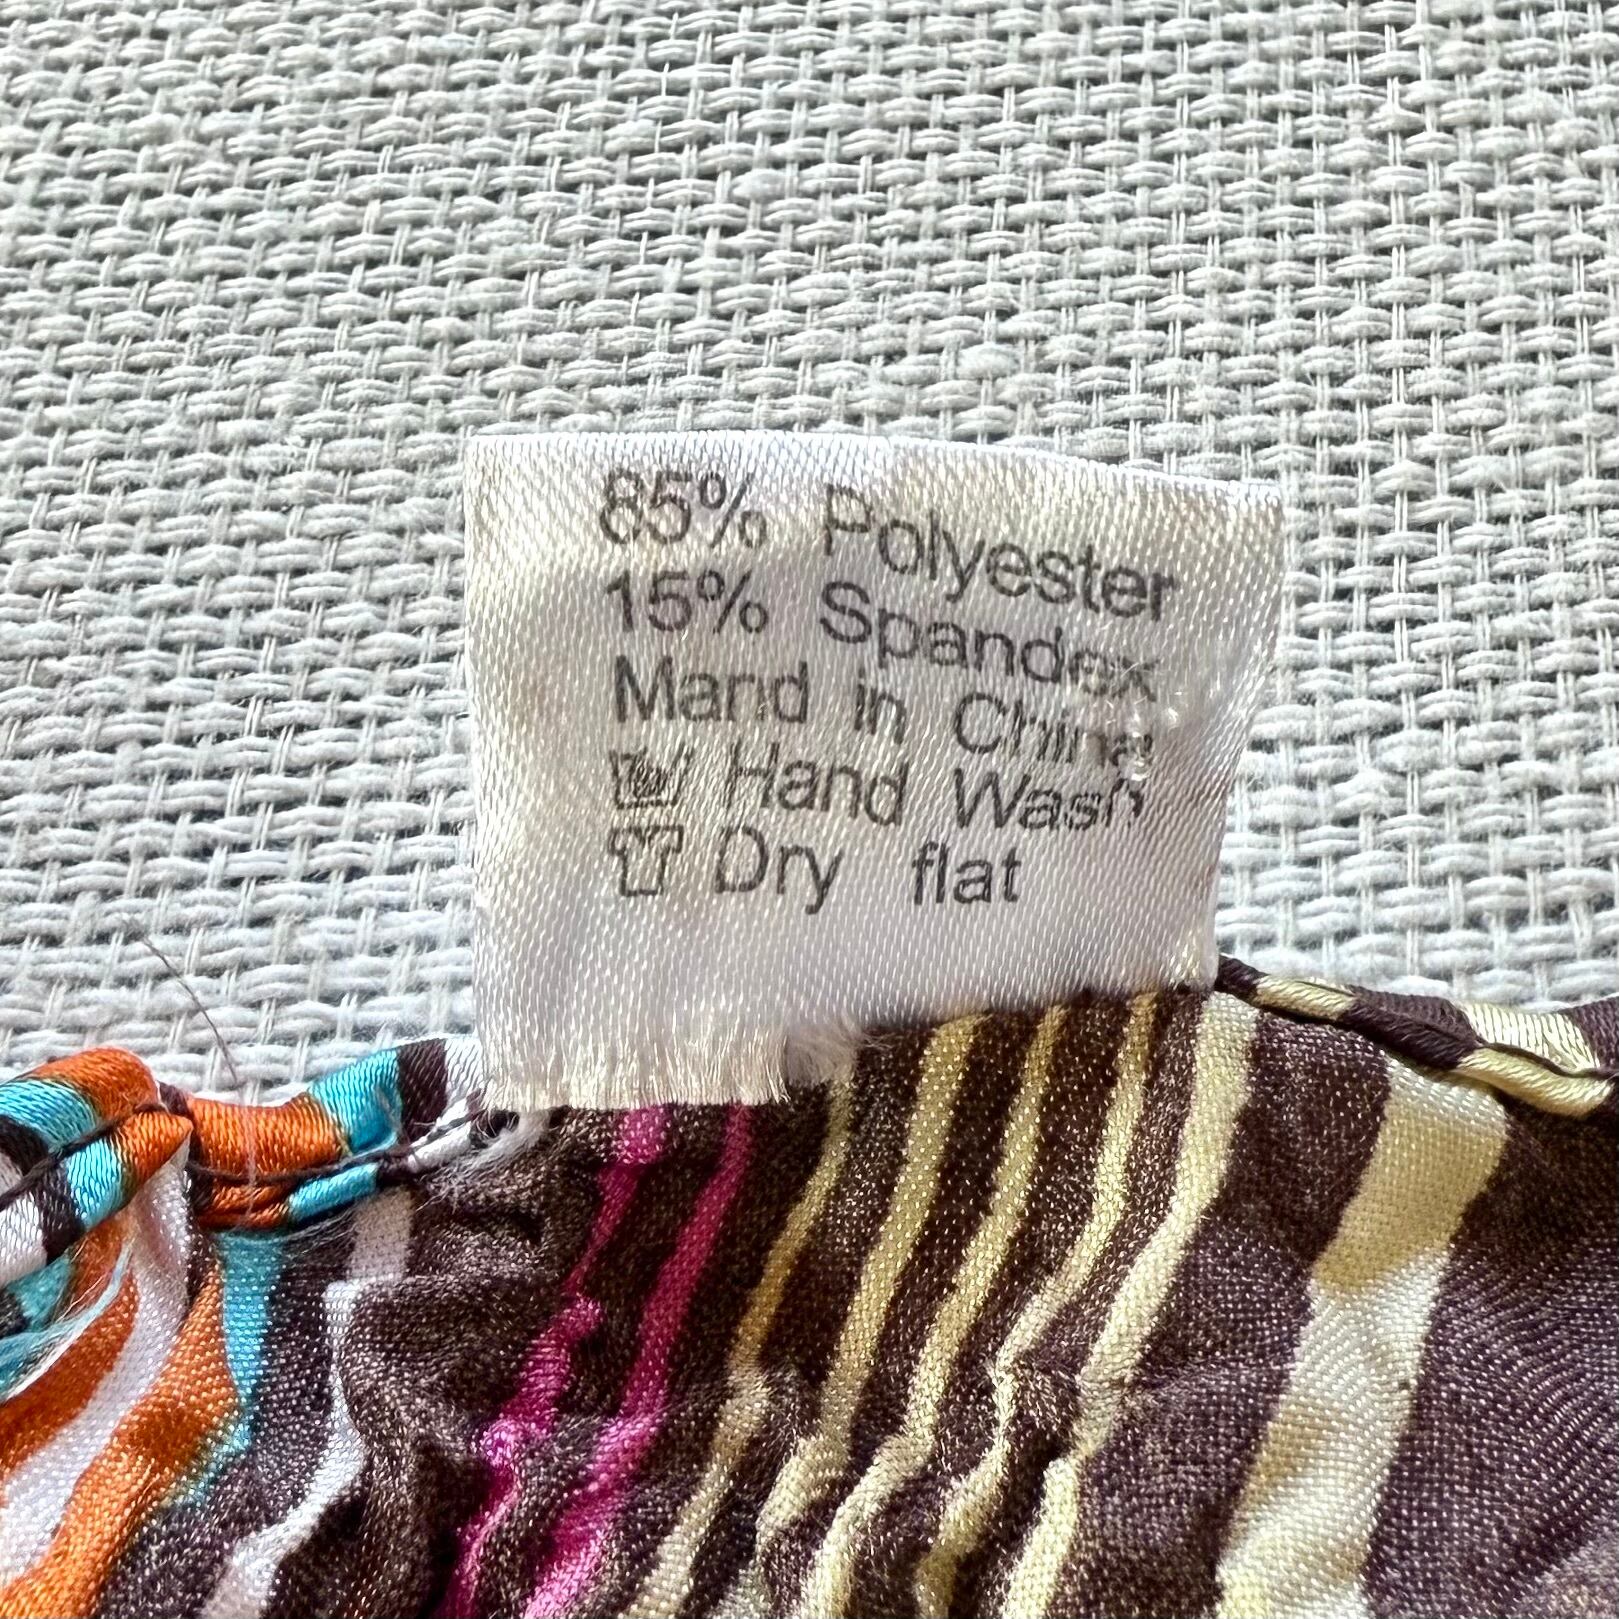 85% Polyester
15% Spandex
Mand in China
Hand Wash
Dry flat